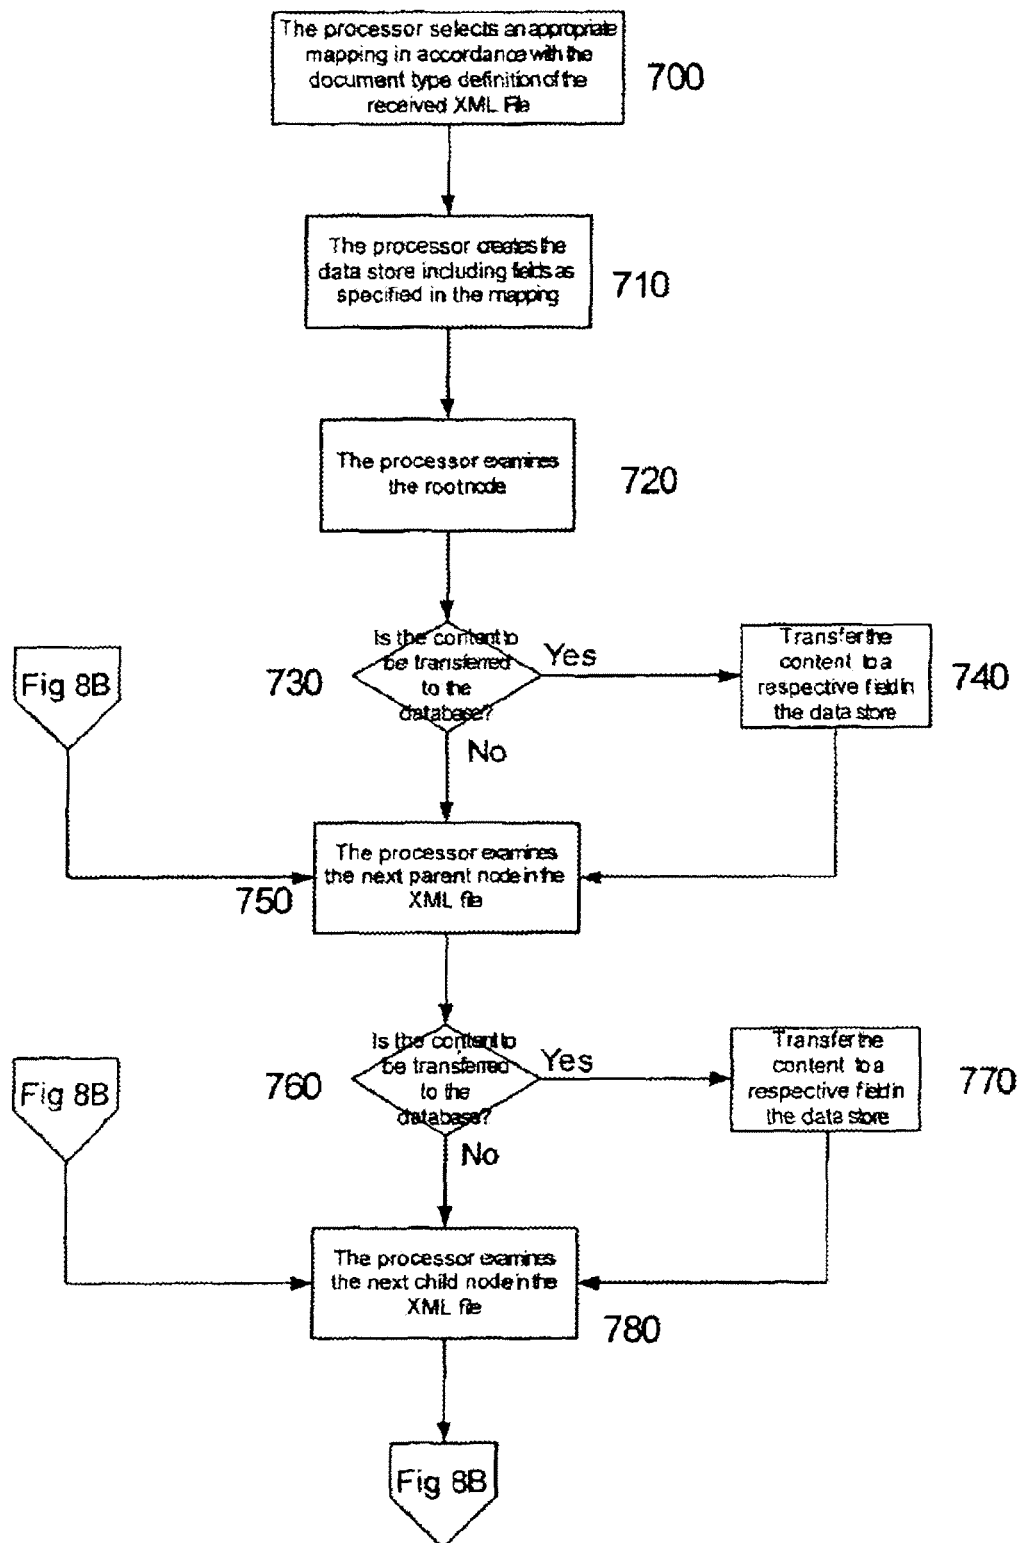 The processor selects an appropriate
mapping in accordance with the
document type definition of the
received XML File
700
The processor creates the
data store including fields as
specified in the mapping
710
The processor examines
the root node
720
Is the content to
be transferred
to the
database?
730
Yes
No
Transfer the
content to a
respective field in
the data store
740
Fig 8B
The processor examines
the next parent node in the
XML file
750
Is the content to
be transferred
to the
database?
760
Yes
No
Transfer the
content to a
respective field in
the data store
770
Fig 8B
The processor examines
the next child node in the
XML file
780
Fig 8B